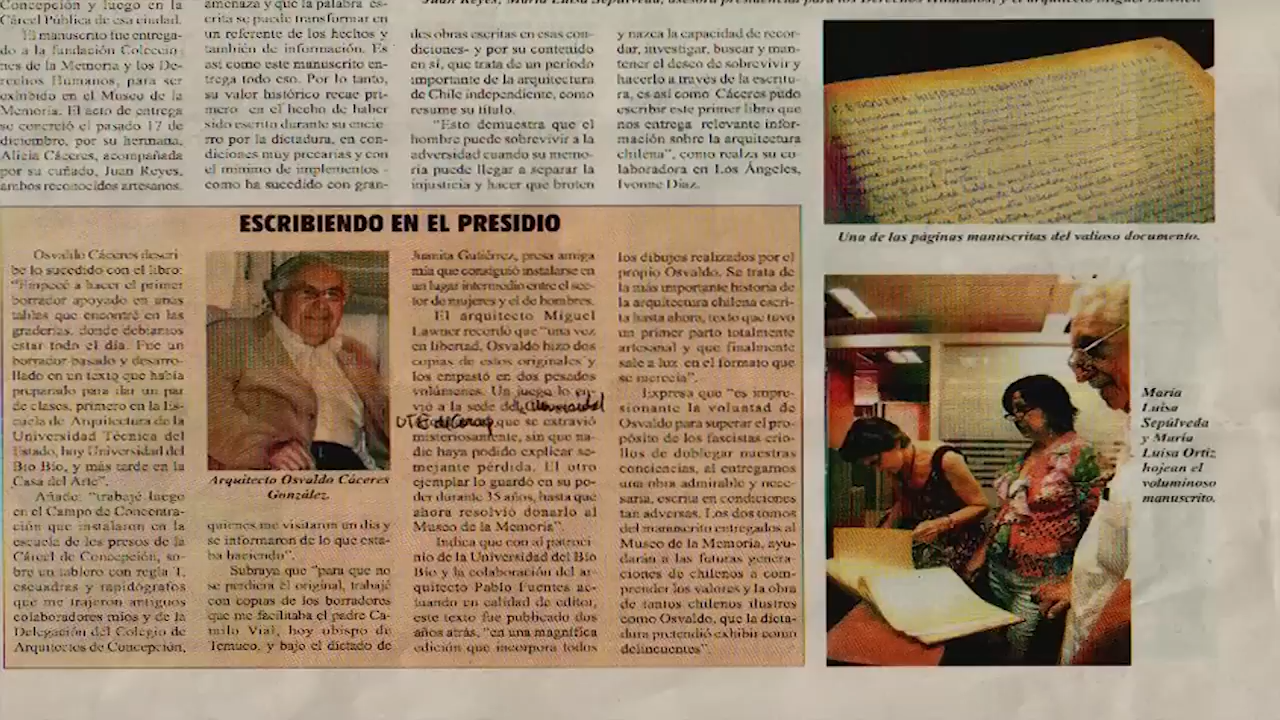 Concepción y luego en la
Cárcel Pública de esa ciudad.
El manuscrito fue entrega-
do a la fundación Coleccio-
nes de la Memoria y los De-
rechos Humanos, para ser
exhibido en el Museo de la
Memoria. El acto de entrega
se concretó el pasado 17 de
diciembre, por su hermana,
Alicia Cáceres, acompañada
por su cuñado, Juan Reyes,
ambos reconocidos artesanos.
amenaza y que la palabra es-
crita se puede transformar en
un referente de los hechos y
también de información. Es
así como este manuscrito en-
trega todo eso. Por lo tanto,
su valor histórico recae pri-
mero en el hecho de haber
sido escrito durante su encie-
rro por la dictadura, en con-
diciones muy precarias y con
el mínimo de implementos -
como ha sucedido con gran-
Juan Reyes, María Luisa Sepúlveda, asesora presidencial para los Derechos Humanos, y el arquitecto Miguel Lawner.
des obras escritas en esas con-
diciones- y por su contenido
en sí, que trata de un período
importante de la arquitectura
de Chile independiente, como
resume su título.
"Esto demuestra que el
hombre puede sobrevivir a la
adversidad cuando su memo-
ria puede llegar a separar la
injusticia y hacer que broten
y nazca la capacidad de recor-
dar, investigar, buscar y man-
tener el deseo de sobrevivir y
hacerlo a través de la escritu-
ra, es así como Cáceres pudo
escribir este primer libro que
nos entrega relevante infor-
mación sobre la arquitectura
chilena", como realza su co-
laboradora en Los Ángeles,
Ivonne Díaz.
Una de las páginas manuscritas del valioso documento.
ESCRIBIENDO EN EL PRESIDIO
Osvaldo Cáceres descri-
be lo sucedido con el libro:
"Empecé a hacer el primer
borrador apoyado en unas
tablas que encontré en las
graderías, donde debíamos
estar todo el día. Fue un
borrador basado y desarro-
llado en un texto que había
preparado para dar un par
de clases, primero en la Es-
cuela de Arquitectura de la
Universidad Técnica del
Estado, hoy Universidad del
Bío Bío, y más tarde en la
Casa del Arte".
Añade: "trabajé luego
en el Campo de Concentra-
ción que instalaron en la
escuela de los presos de la
Cárcel de Concepción, so-
bre un tablero con regla T,
escuadras y rapidógrafos
que me trajeron antiguos
colaboradores míos y de la
Delegación del Colegio de
Arquitectos de Concepción,
Arquitecto Osvaldo Cáceres
González.
quienes me visitaron un día y
se informaron de lo que esta-
ba haciendo".
Subraya que "para que no
se perdiera el original, trabajé
con copias de los borradores
que me facilitaba el padre Ca-
milo Vial, hoy obispo de
Temuco, y bajo el dictado de
Juanita Gutiérrez, presa amiga
mía que consiguió instalarse en
un lugar intermedio entre el sec-
tor de mujeres y el de hombres.
El arquitecto Miguel
Lawner recordó que "una vez
en libertad, Osvaldo hizo dos
copias de estos originales y
los empastó en dos pesados
volúmenes. Un juego lo en-
vió a la sede del
UTE que se extravió
misteriosamente, sin que na-
die haya podido explicar se-
mejante pérdida. El otro
ejemplar lo guardó en su po-
der durante 35 años, hasta que
ahora resolvió donarlo al
Museo de la Memoria".
Indica que con al patroci-
nio de la Universidad del Bío
Bío y la colaboración del ar-
quitecto Pablo Fuentes ac-
tuando en calidad de editor,
este texto fue publicado dos
años atrás, "en una magnífica
edición que incorpora todos
los dibujos realizados por el
propio Osvaldo. Se trata de
la más importante historia de
la arquitectura chilena escri-
ta hasta ahora, texto que tuvo
un primer parto totalmente
artesanal y que finalmente
sale a luz en el formato que
se merecía".
Expresa que "es impre-
sionante la voluntad de
Osvaldo para superar el pro-
pósito de los fascistas crio-
llos de doblegar nuestras
conciencias, al entregarnos
una obra admirable y nece-
saria, escrita en condiciones
tan adversas. Los dos tomos
del manuscrito entregados al
Museo de la Memoria, ayu-
darán a las futuras genera-
ciones de chilenos a com-
prender los valores y la obra
de tantos chilenos ilustres
como Osvaldo, que la dicta-
dura pretendió exhibir como
delincuentes".
María
Luisa
Sepúlveda
y María
Luisa Ortiz
hojean el
voluminoso
manuscrito.